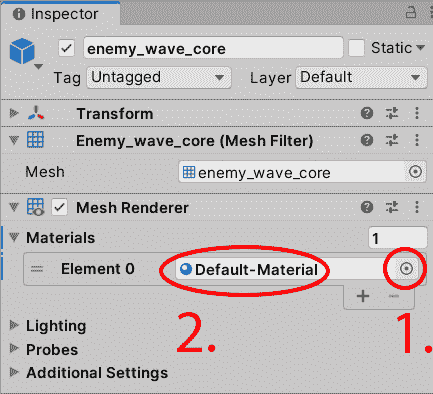 Inspector
enemy_wave_core Static
Tag Untagged Layer Default
Transform
Enemy_wave_core (Mesh Filter)
Mesh enemy_wave_core
Mesh Renderer
Materials 1
Element 0 Default-Material
Lighting
Probes
Additional Settings
2. 1.